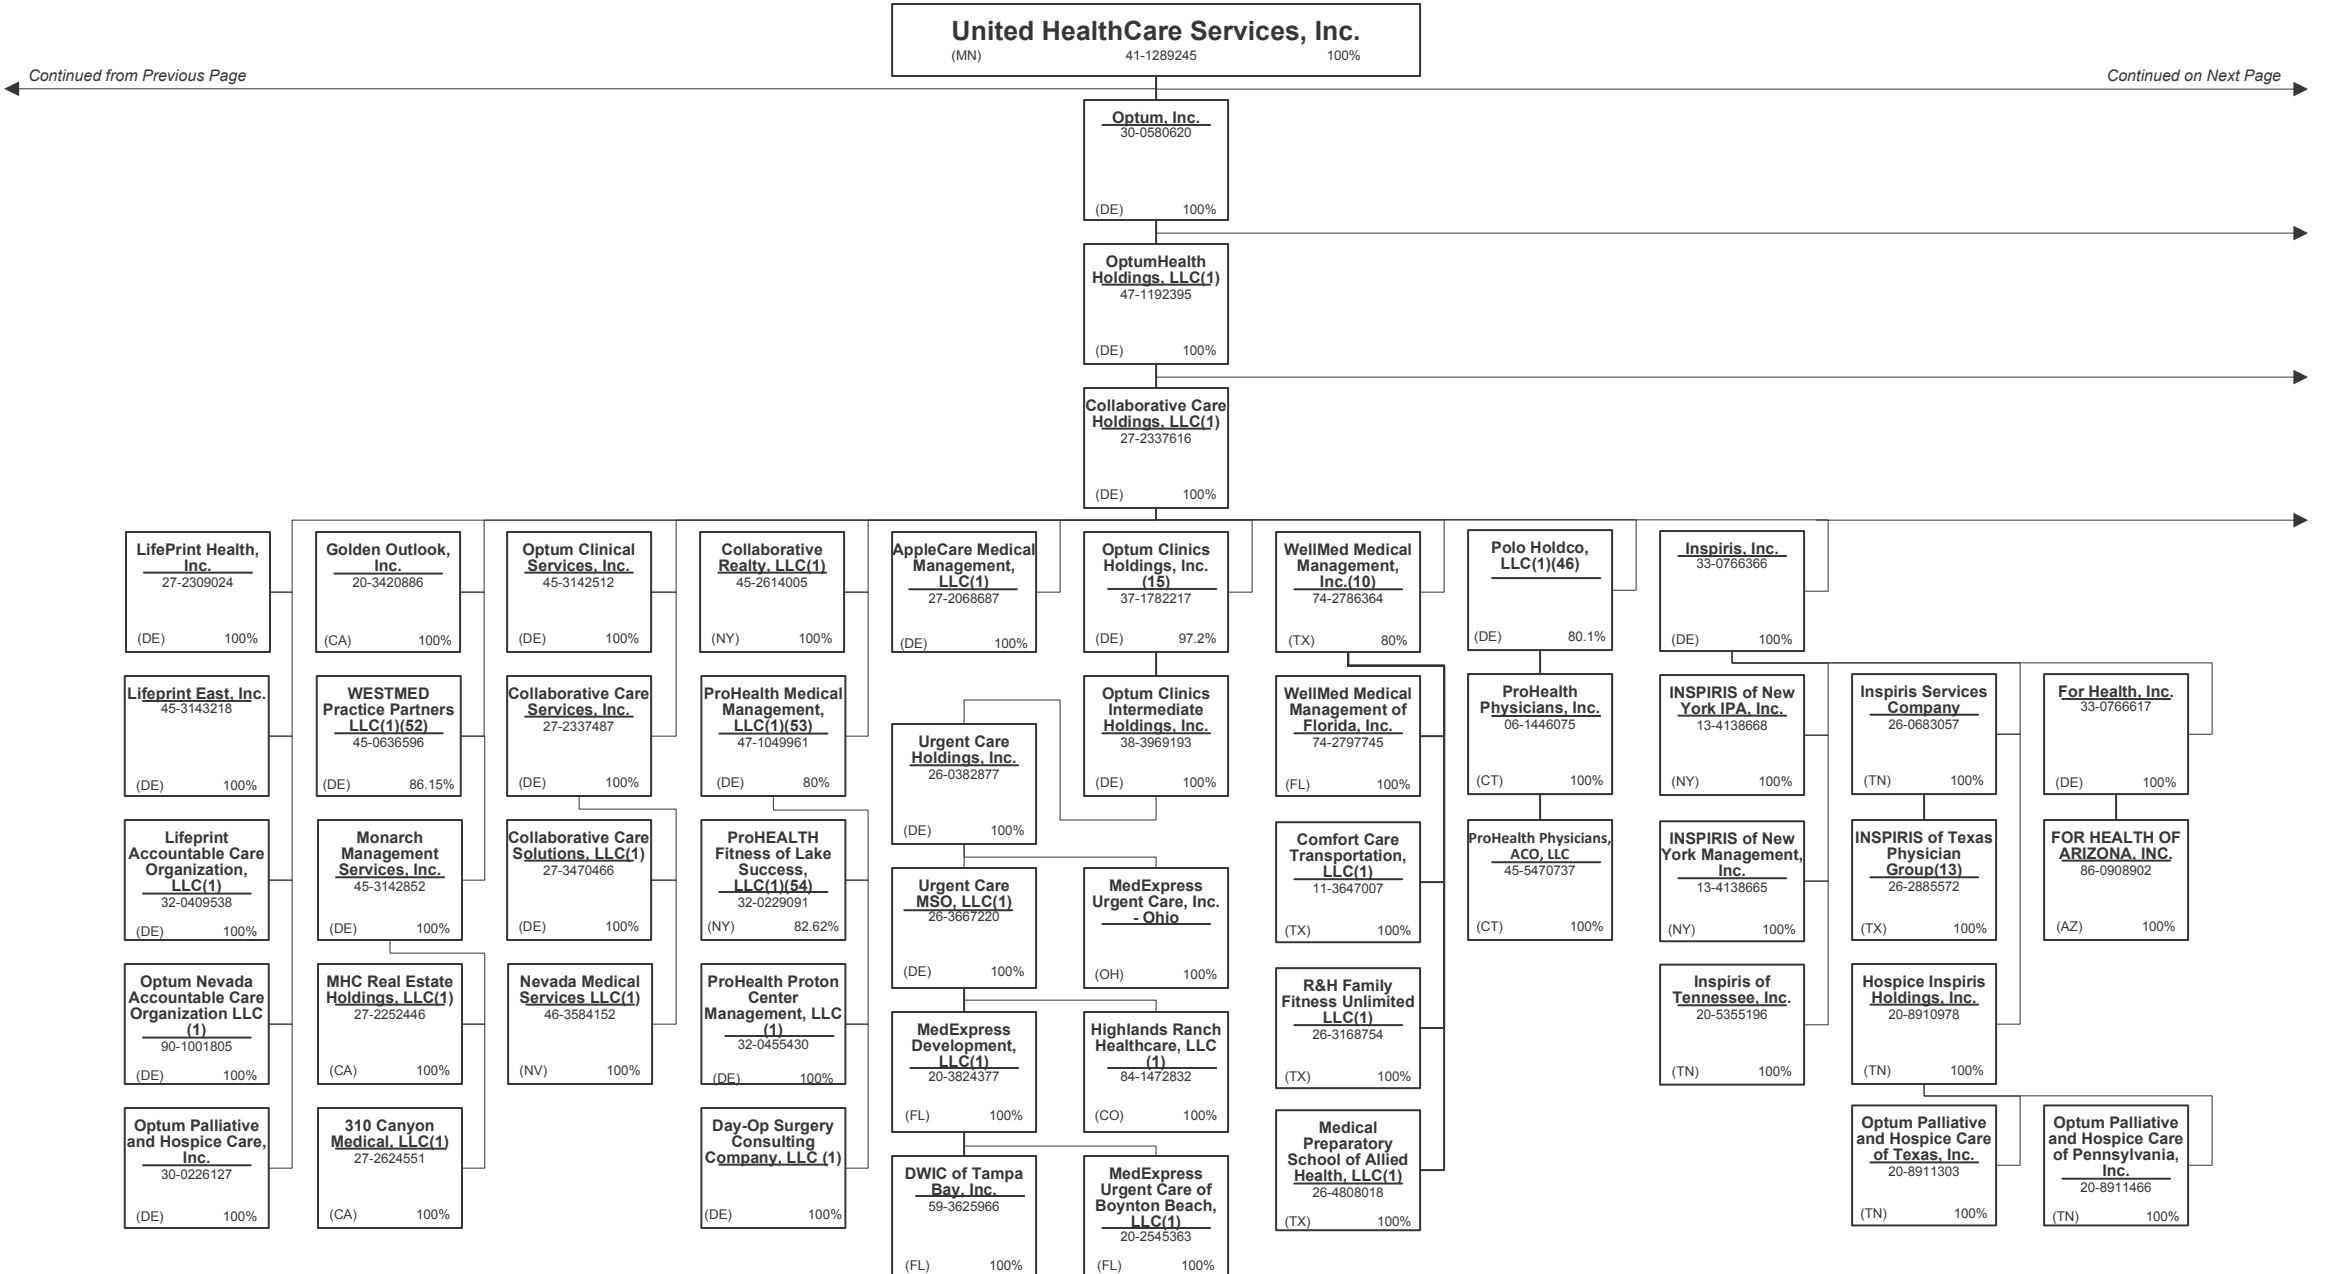 United HealthCare Services, Inc.
(MN) 41-1289245 100%
Continued from Previous Page
Continued on Next Page
Optum, Inc.
30-0580620
(DE) 100%
OptumHealth
Holdings, LLC(1)
47-1192395
(DE) 100%
Collaborative Care
Holdings, LLC(1)
27-2337616
(DE) 100%
LifePrint Health,
Inc.
27-2309024
(DE) 100%
Golden Outlook,
Inc.
20-3420886
(CA) 100%
Optum Clinical
Services, Inc.
45-3142512
(DE) 100%
Collaborative
Realty, LLC(1)
45-2614005
(NY) 100%
AppleCare Medical
Management,
LLC(1)
27-2068687
(DE) 100%
Optum Clinics
Holdings, Inc.
(15)
37-1782217
(DE) 97.2%
WellMed Medical
Management,
Inc.(10)
74-2786364
(TX) 80%
Polo Holdco,
LLC(1)(46)
(DE) 80.1%
Inspiris, Inc.
33-0766366
(DE) 100%
Lifeprint East, Inc.
45-3143218
(DE) 100%
WESTMED
Practice Partners
LLC(1)(52)
45-0636596
(DE) 86.15%
Collaborative Care
Services, Inc.
27-2337487
(DE) 100%
ProHealth Medical
Management,
LLC(1)(53)
47-1049961
(DE) 80%
Urgent Care
Holdings, Inc.
26-0382877
(DE) 100%
Optum Clinics
Intermediate
Holdings, Inc.
38-3969193
(DE) 100%
WellMed Medical
Management of
Florida, Inc.
74-2797745
(FL) 100%
ProHealth
Physicians, Inc.
06-1446075
(CT) 100%
INSPIRIS of New
York IPA, Inc.
13-4138668
(NY) 100%
Inspiris Services
Company
26-0683057
(TN) 100%
For Health, Inc.
33-0766617
(DE) 100%
Lifeprint
Accountable Care
Organization,
LLC(1)
32-0409538
(DE) 100%
Monarch
Management
Services, Inc.
45-3142852
(DE) 100%
Collaborative Care
Solutions, LLC(1)
27-3470466
(DE) 100%
ProHEALTH
Fitness of Lake
Success,
LLC(1)(54)
32-0229091
(NY) 82.62%
Urgent Care
MSO, LLC(1)
26-3667220
(DE) 100%
MedExpress
Urgent Care, Inc.
- Ohio
(OH) 100%
Comfort Care
Transportation,
LLC(1)
11-3647007
(TX) 100%
ProHealth Physicians,
ACO, LLC
45-5470737
(CT) 100%
INSPIRIS of New
York Management,
Inc.
13-4138665
(NY) 100%
INSPIRIS of Texas
Physician
Group(13)
26-2885572
(TX) 100%
FOR HEALTH OF
ARIZONA, INC.
86-0908902
(AZ) 100%
Optum Nevada
Accountable Care
Organization LLC
(1)
90-1001805
(DE) 100%
MHC Real Estate
Holdings, LLC(1)
27-2252446
(CA) 100%
Nevada Medical
Services LLC(1)
46-3584152
(NV) 100%
ProHealth Proton
Center
Management, LLC
(1)
32-0455430
(DE) 100%
MedExpress
Development,
LLC(1)
20-3824377
(FL) 100%
Highlands Ranch
Healthcare, LLC
(1)
84-1472832
(CO) 100%
R&H Family
Fitness Unlimited
LLC(1)
26-3168754
(TX) 100%
Inspiris of
Tennessee, Inc.
20-5355196
(TN) 100%
Hospice Inspiris
Holdings, Inc.
20-8910978
(TN) 100%
Optum Palliative
and Hospice Care,
Inc.
30-0226127
(DE) 100%
310 Canyon
Medical, LLC(1)
27-2624551
(CA) 100%
Day-Op Surgery
Consulting
Company, LLC (1)
(DE) 100%
DWIC of Tampa
Bay, Inc.
59-3625966
(FL) 100%
MedExpress
Urgent Care of
Boynton Beach,
LLC(1)
20-2545363
(FL) 100%
Medical
Preparatory
School of Allied
Health, LLC(1)
26-4808018
(TX) 100%
Optum Palliative
and Hospice Care
of Texas, Inc.
20-8911303
(TN) 100%
Optum Palliative
and Hospice Care
of Pennsylvania,
Inc.
20-8911466
(TN) 100%